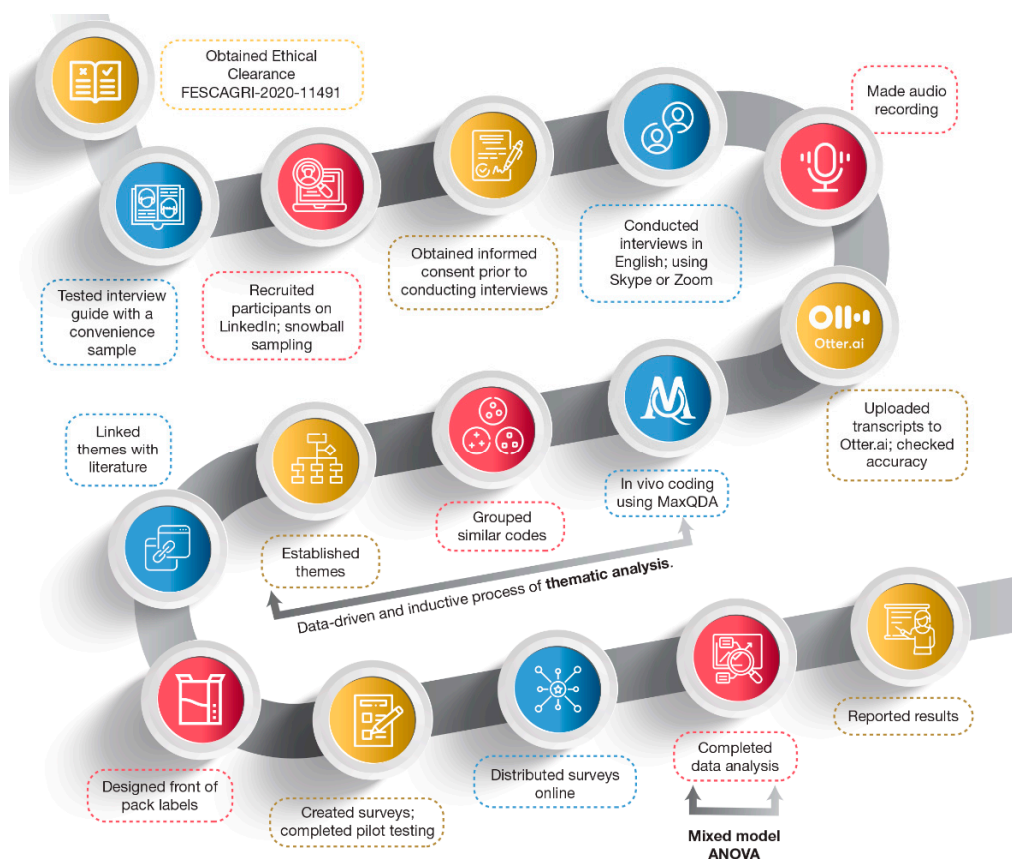 Obtained Ethical
Clearance
FESCAGRI-2020-11491
Tested interview
guide with a
convenience
sample
Recruited
participants on
LinkedIn; snowball
sampling
Obtained informed
consent prior to
conducting interviews
Conducted
interviews in
English; using
Skype or Zoom
Made audio
recording
Otter.ai
Uploaded
transcripts to
Otter.ai; checked
accuracy
In vivo coding
using MaxQDA
Grouped
similar codes
Established
themes
Data-driven and inductive process of thematic analysis.
Linked
themes with
literature
Designed front of
pack labels
Created surveys;
completed pilot testing
Distributed surveys
online
Completed
data analysis
Mixed model
ANOVA
Reported results